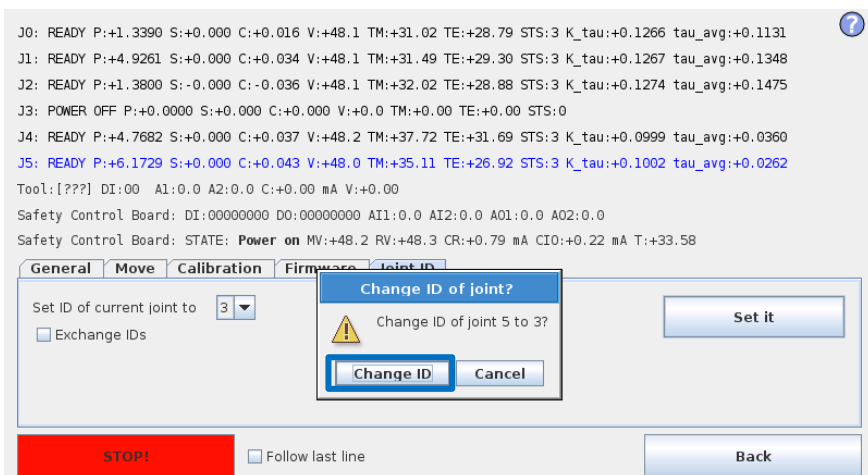 J0: READY P:+1.3390 S:+0.000 C:+0.016 V:+48.1 TM:+31.02 TE:+28.79 STS:3 K_tau:+0.1266 tau_avg:+0.1131
?
J1: READY P:+4.9261 S:+0.000 C:+0.034 V:+48.1 TM:+31.49 TE:+29.30 STS:3 K_tau:+0.1267 tau_avg:+0.1348
J2: READY P:+1.3800 S:-0.000 C:-0.036 V:+48.1 TM:+32.02 TE:+28.88 STS:3 K_tau:+0.1274 tau_avg:+0.1475
J3: POWER OFF P:+0.0000 S:+0.000 C:+0.000 V:+0.0 TM:+0.00 TE:+0.00 STS:0
J4: READY P:+4.7682 S:+0.000 C:+0.037 V:+48.2 TM:+37.72 TE:+31.69 STS:3 K_tau:+0.0999 tau_avg:+0.0360
J5: READY P:+6.1729 S:+0.000 C:+0.043 V:+48.0 TM:+35.11 TE:+26.92 STS:3 K_tau:+0.1002 tau_avg:+0.0262
Tool:[???] DI:00 A1:0.0 A2:0.0 C:+0.00 mA V:+0.00
Safety Control Board: DI:00000000 DO:00000000 AI1:0.0 AI2:0.0 AO1:0.0 AO2:0.0
Safety Control Board: STATE: Power on MV:+48.2 RV:+48.3 CR:+0.79 mA CIO:+0.22 mA T:+33.58
General Move Calibration Firmware Joint ID
Change ID of joint?
Set ID of current joint to 3
Change ID of joint 5 to 3?
Set it
Exchange IDs
Change ID Cancel
STOP!
Follow last line
Back